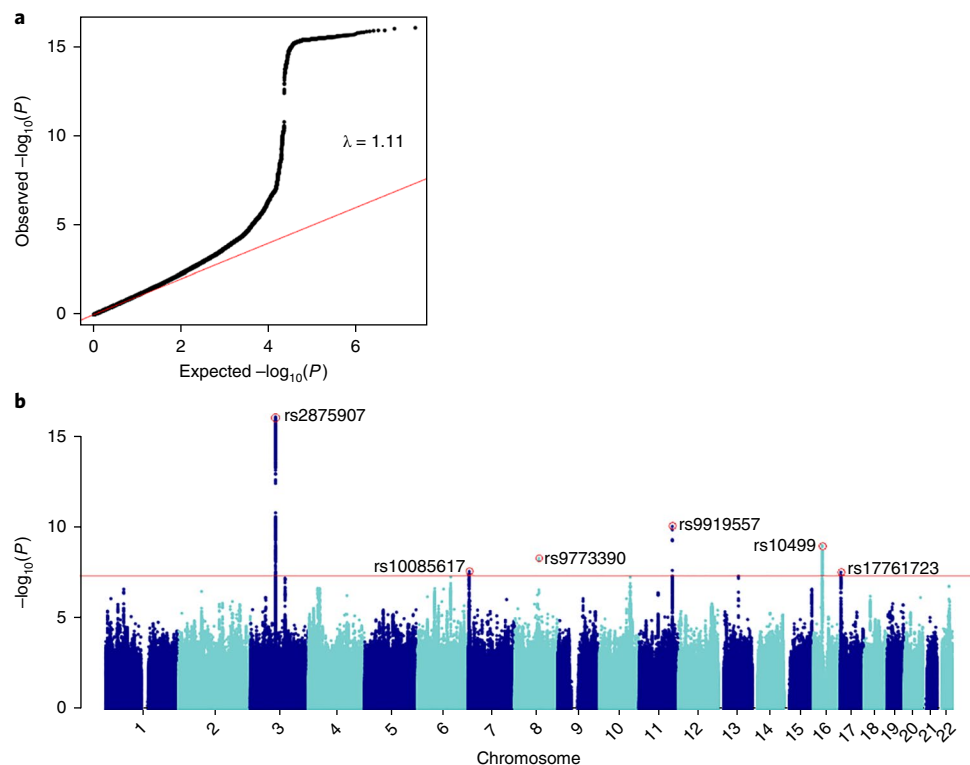 a
15
10
5
0
Observed –log10(P)
λ = 1.11
0 2 4 6
Expected –log10(P)
b
15
10
5
0
–log10(P)
rs2875907
rs9919557
rs10499
rs9773390
rs10085617
rs17761723
1 2 3 4 5 6 7 8 9 10 11 12 13 14 15 16 17 18 19 20 21 22
Chromosome